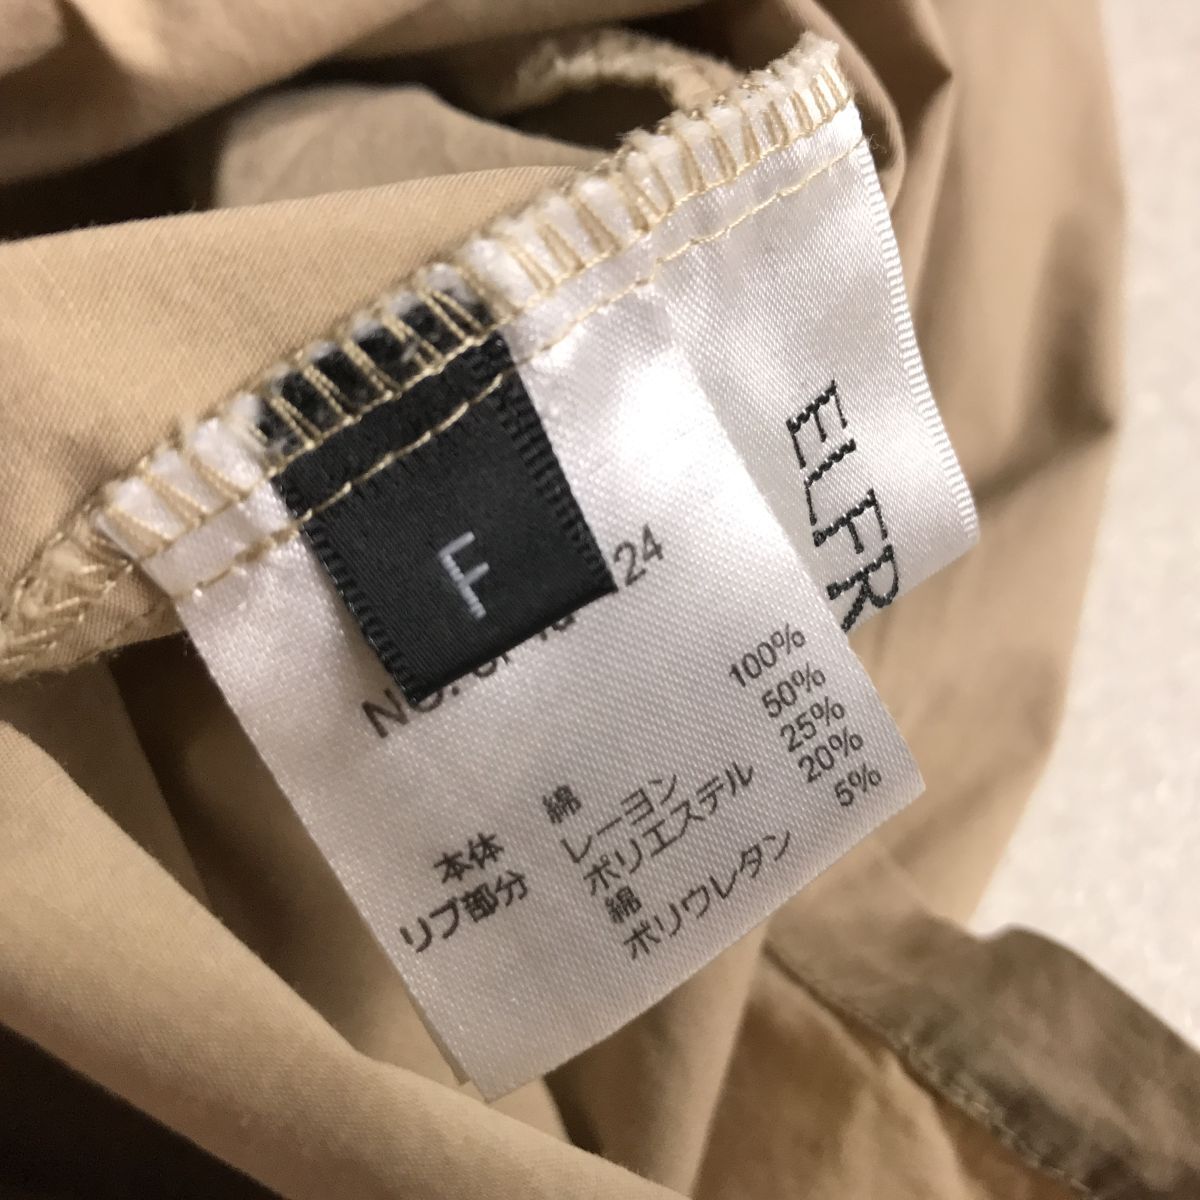 ELFR
F
24
本体 綿 100%
リブ部分 レーヨン 50%
ポリエステル 25%
綿 20%
ポリウレタン 5%